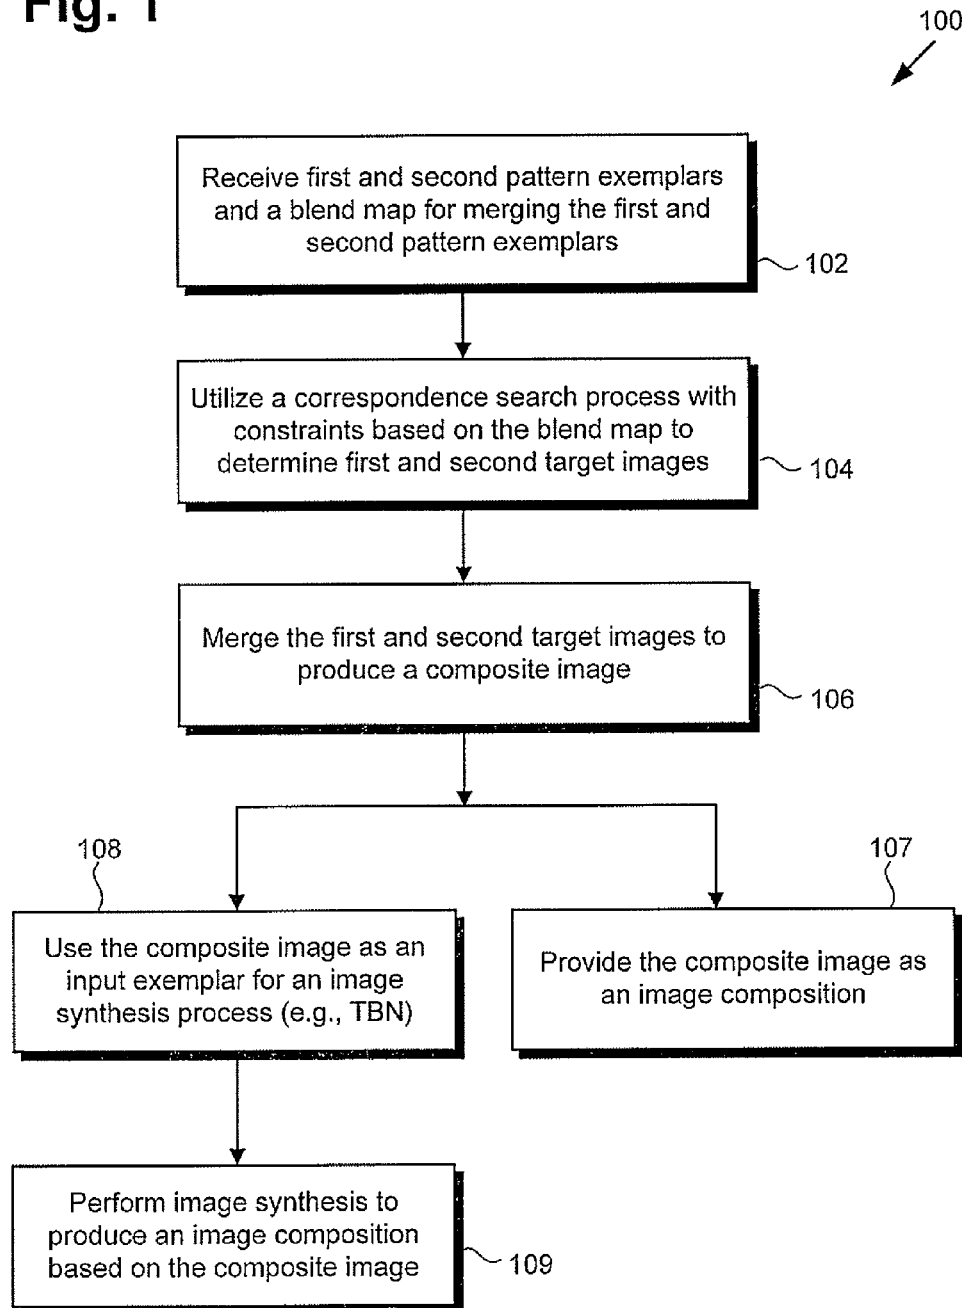 Fig. 1
100
Receive first and second pattern exemplars
and a blend map for merging the first and
second pattern exemplars
102
Utilize a correspondence search process with
constraints based on the blend map to
determine first and second target images
104
Merge the first and second target images to
produce a composite image
106
108
107
Use the composite image as an
input exemplar for an image
synthesis process (e.g., TBN)
Provide the composite image as
an image composition
Perform image synthesis to
produce an image composition
based on the composite image
109